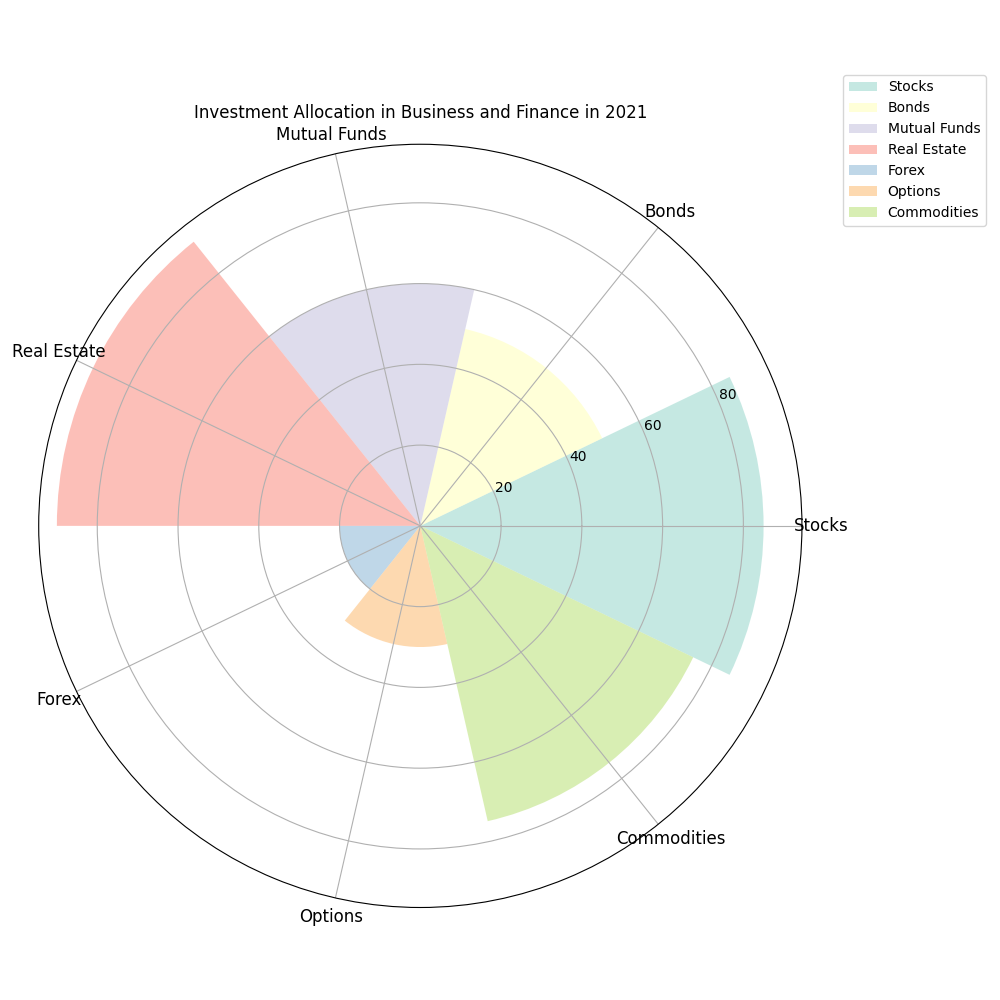 Investment Allocation in Business and Finance in 2021
Stocks
Bonds
Mutual Funds
Real Estate
Forex
Options
Commodities
Mutual Funds
Bonds
Real Estate
Stocks
Forex
Options
Commodities
80
60
40
20